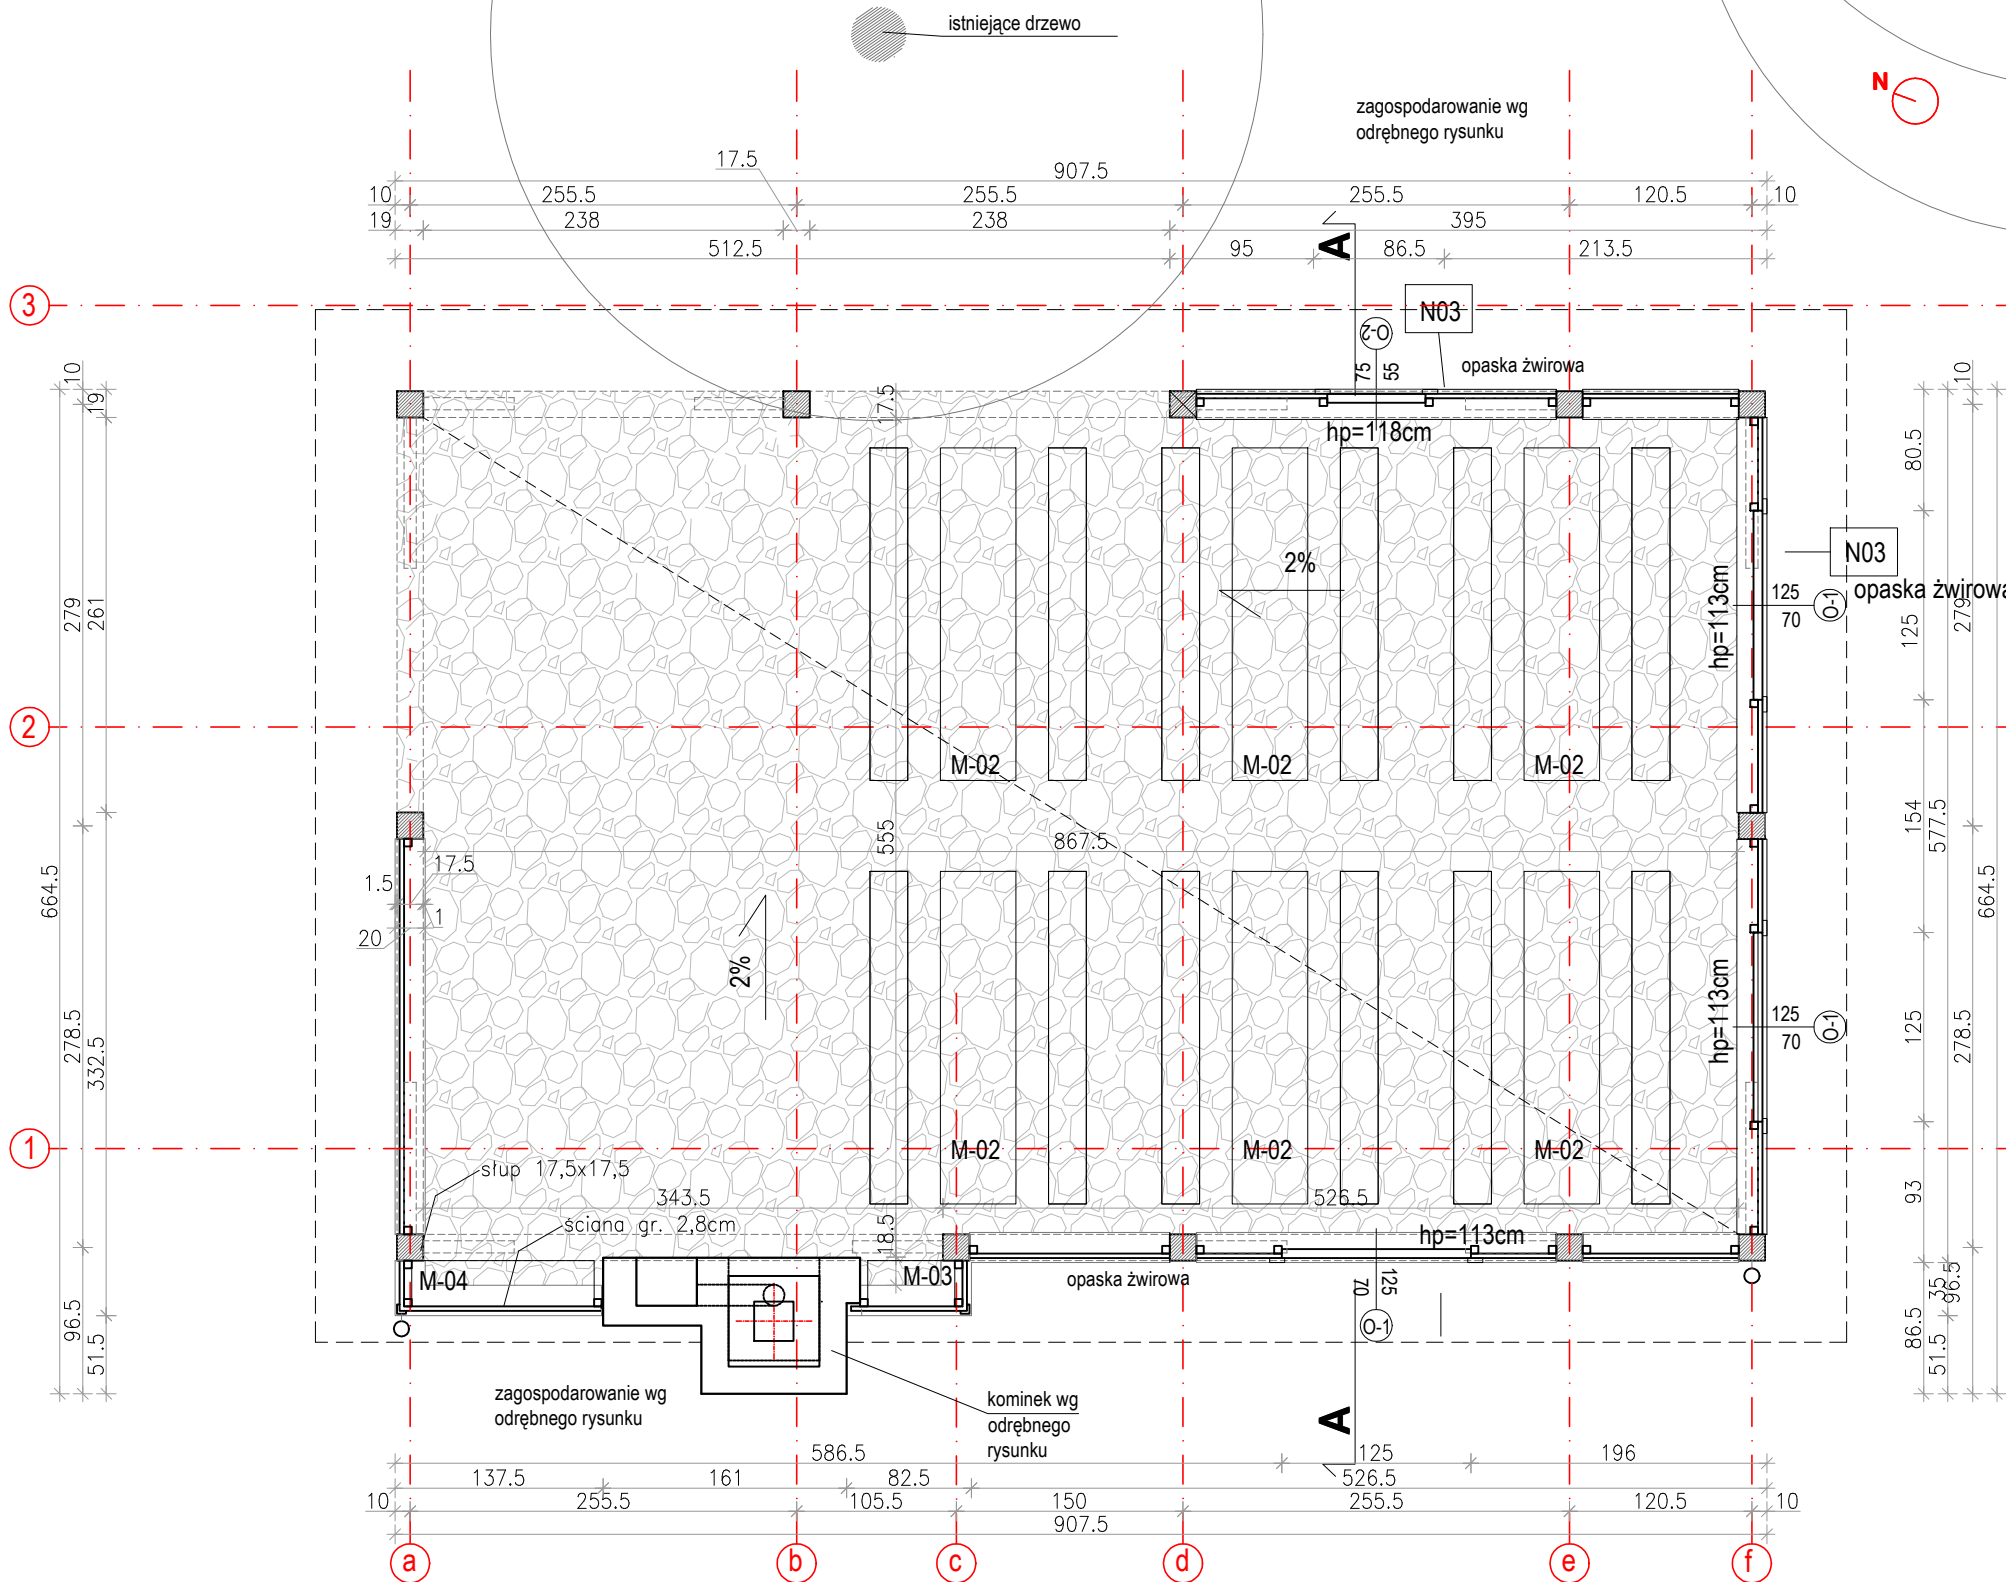 istniejące drzewo
N
zagospodarowanie wg
odrębnego rysunku
17.5
907.5
10
255.5
255.5
255.5
120.5
10
19
238
238
395
512.5
95
A
86.5
213.5
3
N03
O-2
75
55
opaska żwirowa
10
19
17.5
hp=118cm
10
80.5
2%
N03
opaska żwirowa
hp=113cm
125
70
O-1
279
261
125
279
2
M-02
M-02
M-02
555
867.5
154
577.5
17.5
1.5
1
20
664.5
664.5
2%
hp=113cm
125
70
O-1
278.5
332.5
125
278.5
1
M-02
M-02
M-02
słup 17,5x17,5
343.5
526.5
93
ściana gr. 2,8cm
18.5
hp=113cm
M-04
M-03
opaska żwirowa
125
70
O-1
96.5
51.5
35
96.5
86.5
51.5
zagospodarowanie wg
odrębnego rysunku
kominek wg
odrębnego
rysunku
A
586.5
125
196
137.5
161
82.5
526.5
10
255.5
105.5
150
255.5
120.5
10
907.5
a
b
c
d
e
f